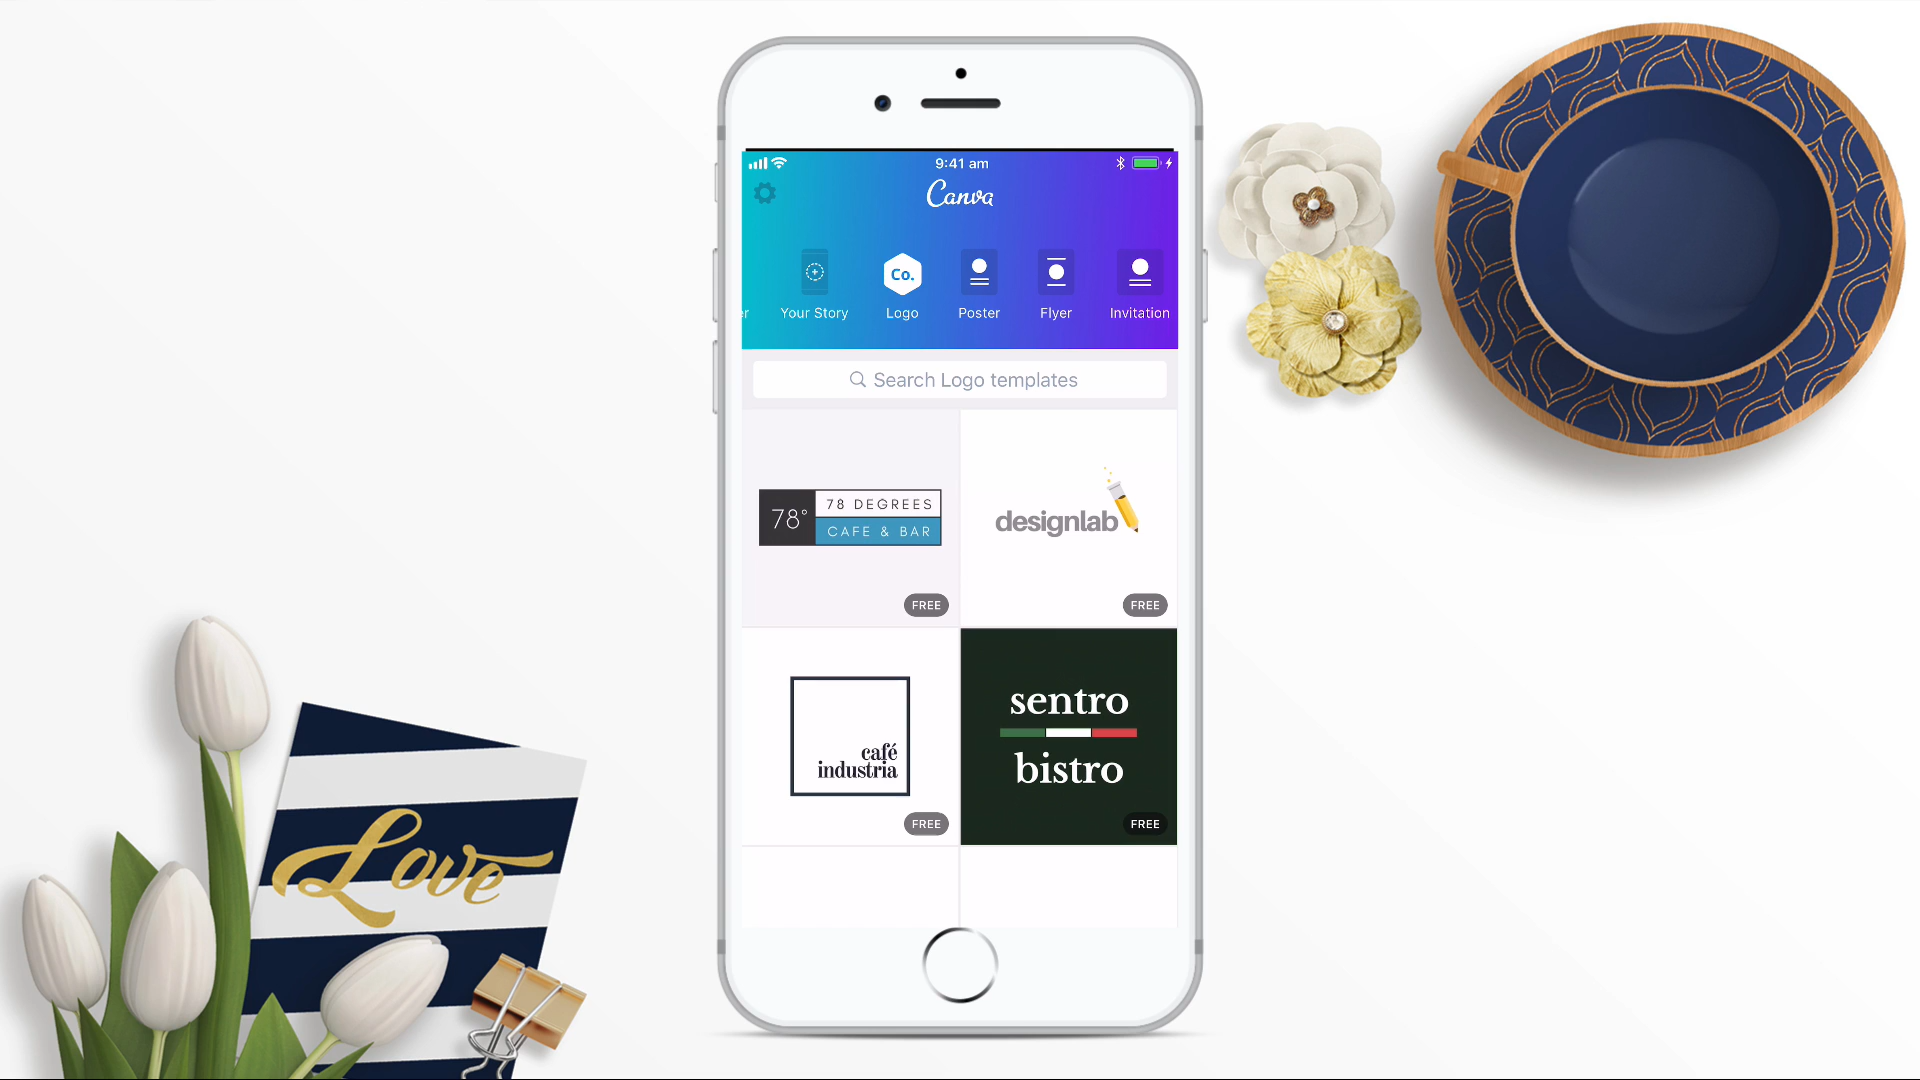 9:41 am
Canva
er
Your Story
Co.
Logo
Poster
Flyer
Invitation
Search Logo templates
78°
78 DEGREES
CAFE & BAR
FREE
designlab
FREE
café
industria
FREE
sentro
bistro
FREE
Love